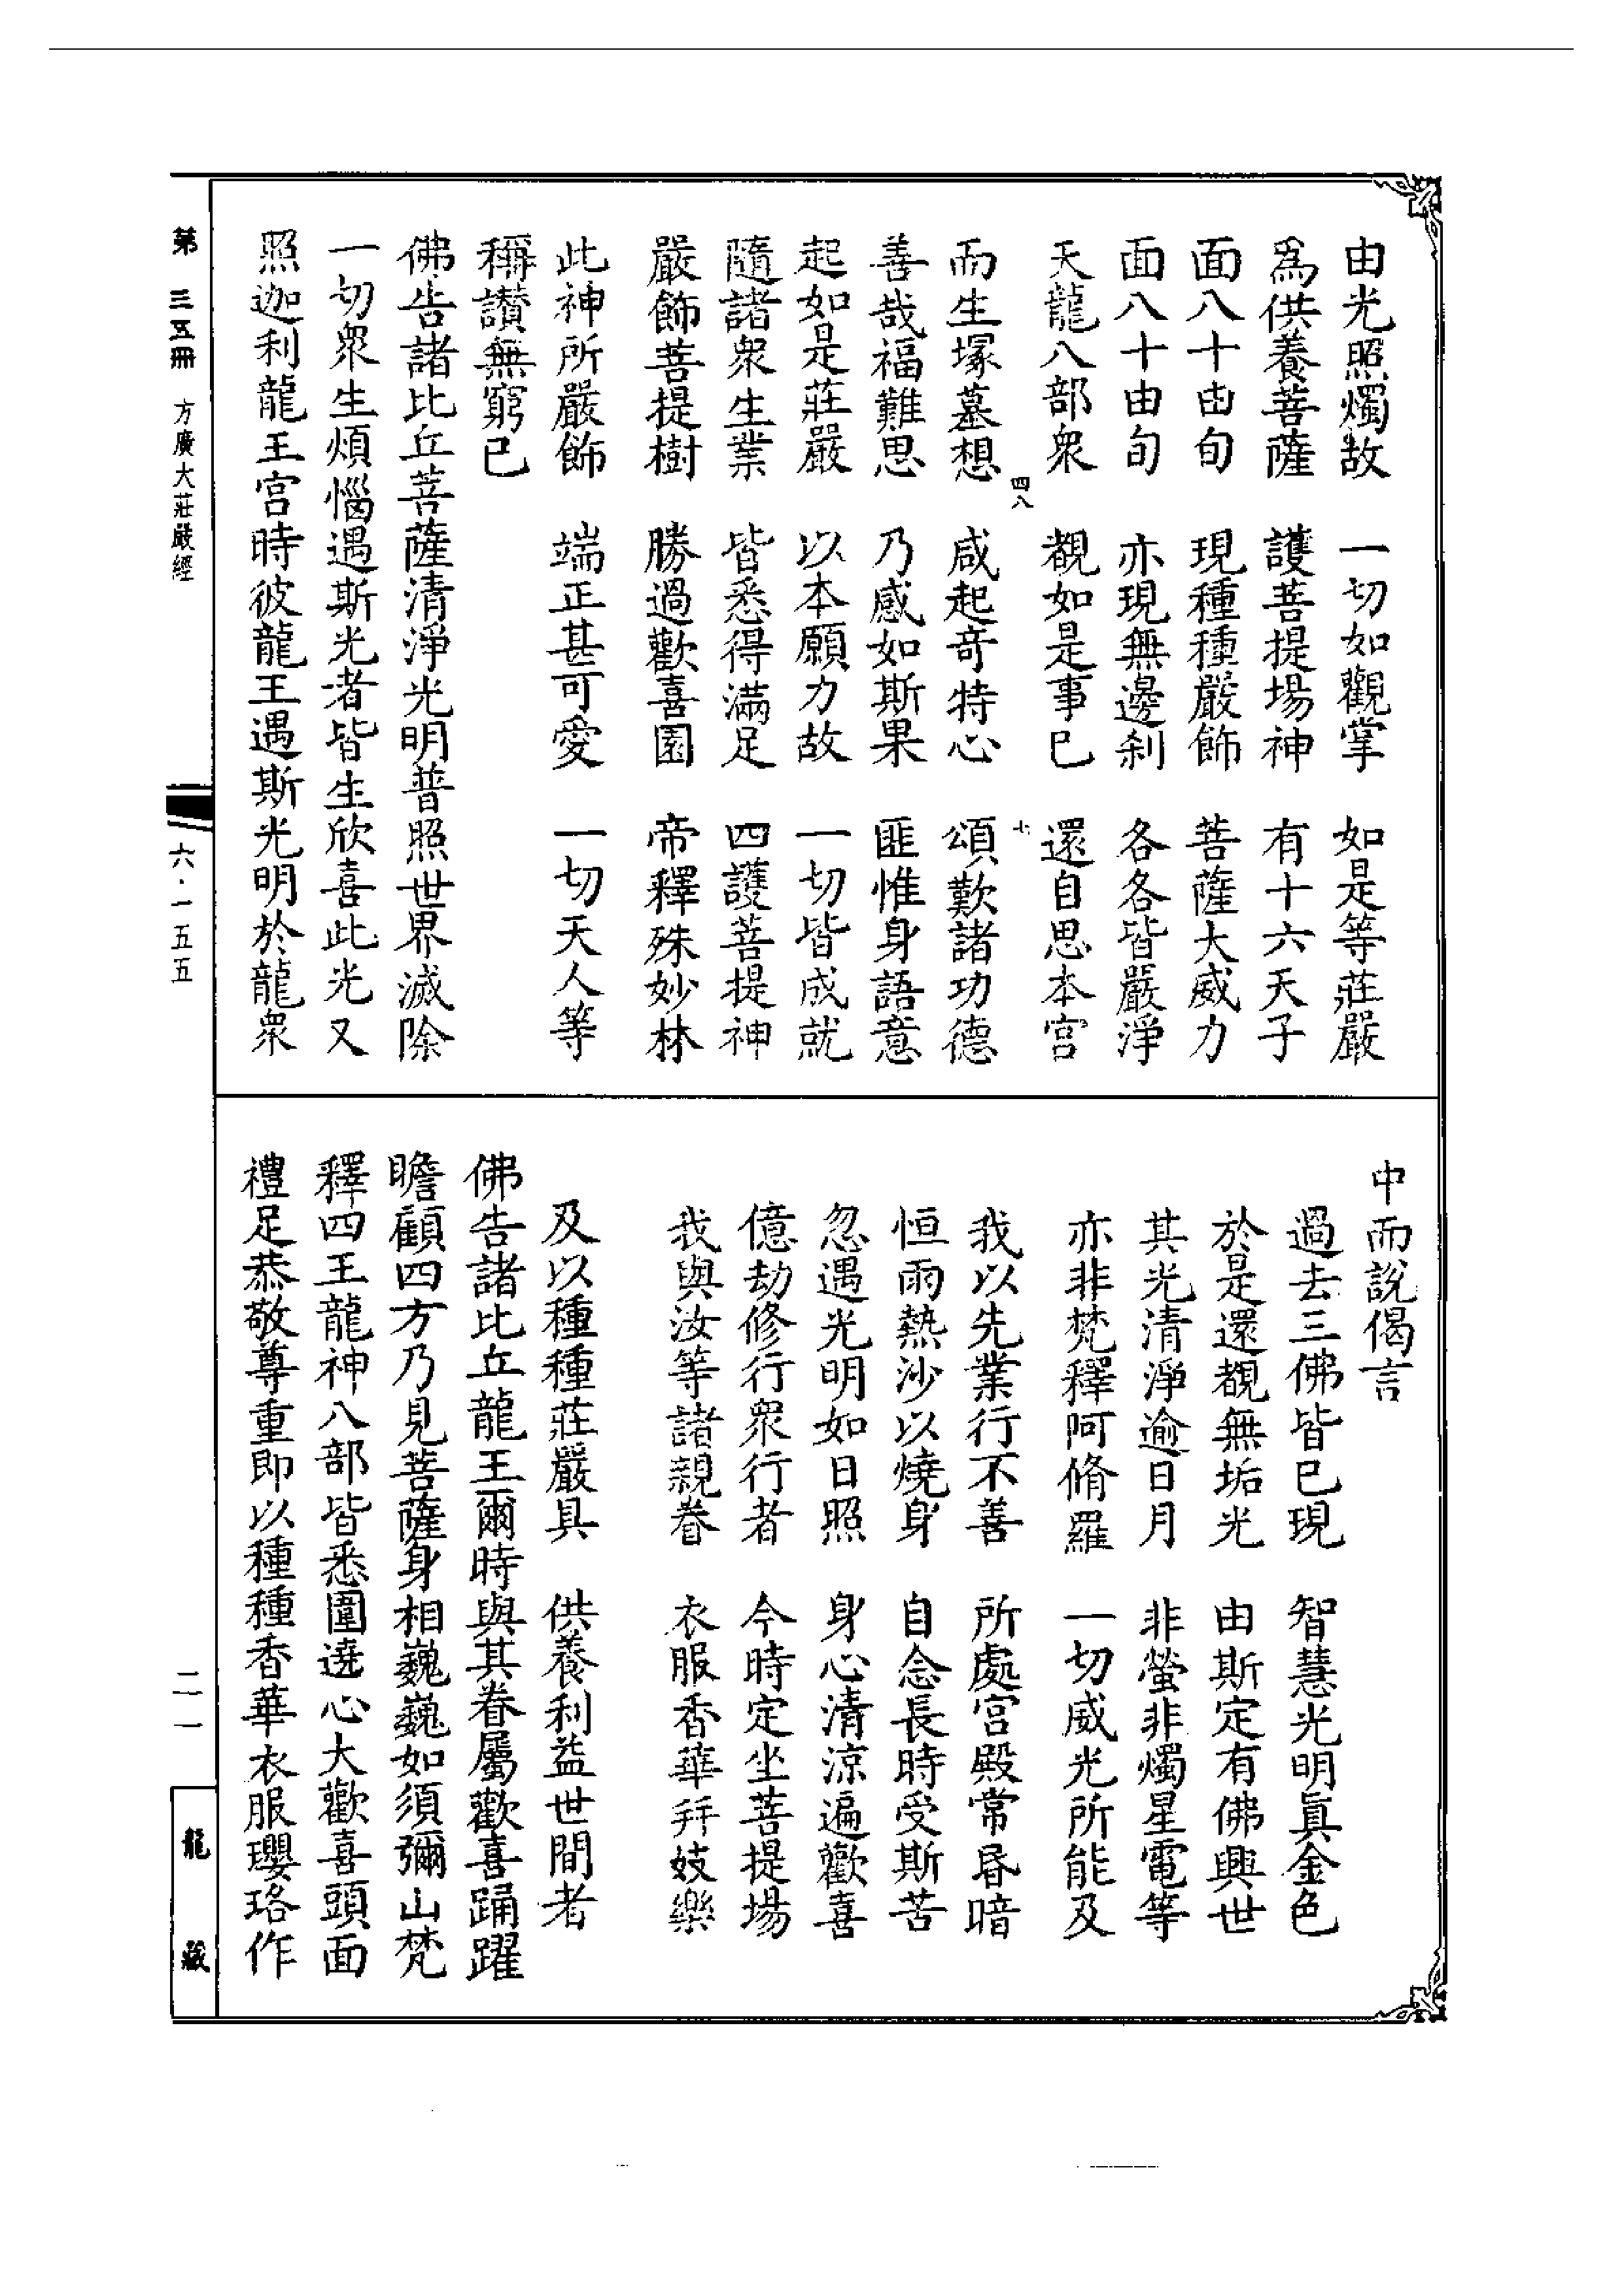 由光照燭故　一切如觀掌　如是等莊嚴
爲供養菩薩　護菩提場神　有十六天子
面八十由旬　現種種嚴飾　菩薩大威力
面八十由旬　亦現無邊刹　各各皆嚴淨
天龍八部衆　覩如是事已　還自思本宫
四八　七
而生塚墓想　咸起竒特心　頌歎諸功德
善哉福難思　乃感如斯果　匪惟身語意
起如是莊嚴　以本願力故　一切皆成就
隨諸衆生業　皆悉得滿足　四護菩提神
嚴飾菩提樹　勝過歡喜園　帝釋殊妙林
此神所嚴飾　端正甚可愛　一切天人等
稱讃無窮已
佛告諸比丘菩薩清淨光明普照世界滅除
一切衆生煩惱遇斯光者皆生欣喜此光又
照迦利龍王宫時彼龍王遇斯光明於龍衆
中而說偈言
過去三佛皆已現　智慧光明眞金色
於是還覩無垢光　由斯定有佛興世
其光清淨逾日月　非螢非燭星電等
亦非梵釋阿脩羅　一切威光所能及
我以先業行不善　所處宫殿常昬暗
恒雨熱沙以燒身　自念長時受斯苦
忽遇光明如日照　身心清涼遍歡喜
億劫修行衆行者　今時定坐菩提場
我與汝等諸親眷　衣服香華幷妓樂
及以種種莊嚴具　供養利益世間者
佛告諸比丘龍王爾時與其眷屬歡喜踊躍
瞻顧四方乃見菩薩身相巍巍如須彌山梵
釋四王龍神八部皆悉圍遶心大歡喜頭面
禮足恭敬尊重即以種種香華衣服瓔珞作
第三五冊　方廣大莊嚴經
六·一五五
二一
龍藏